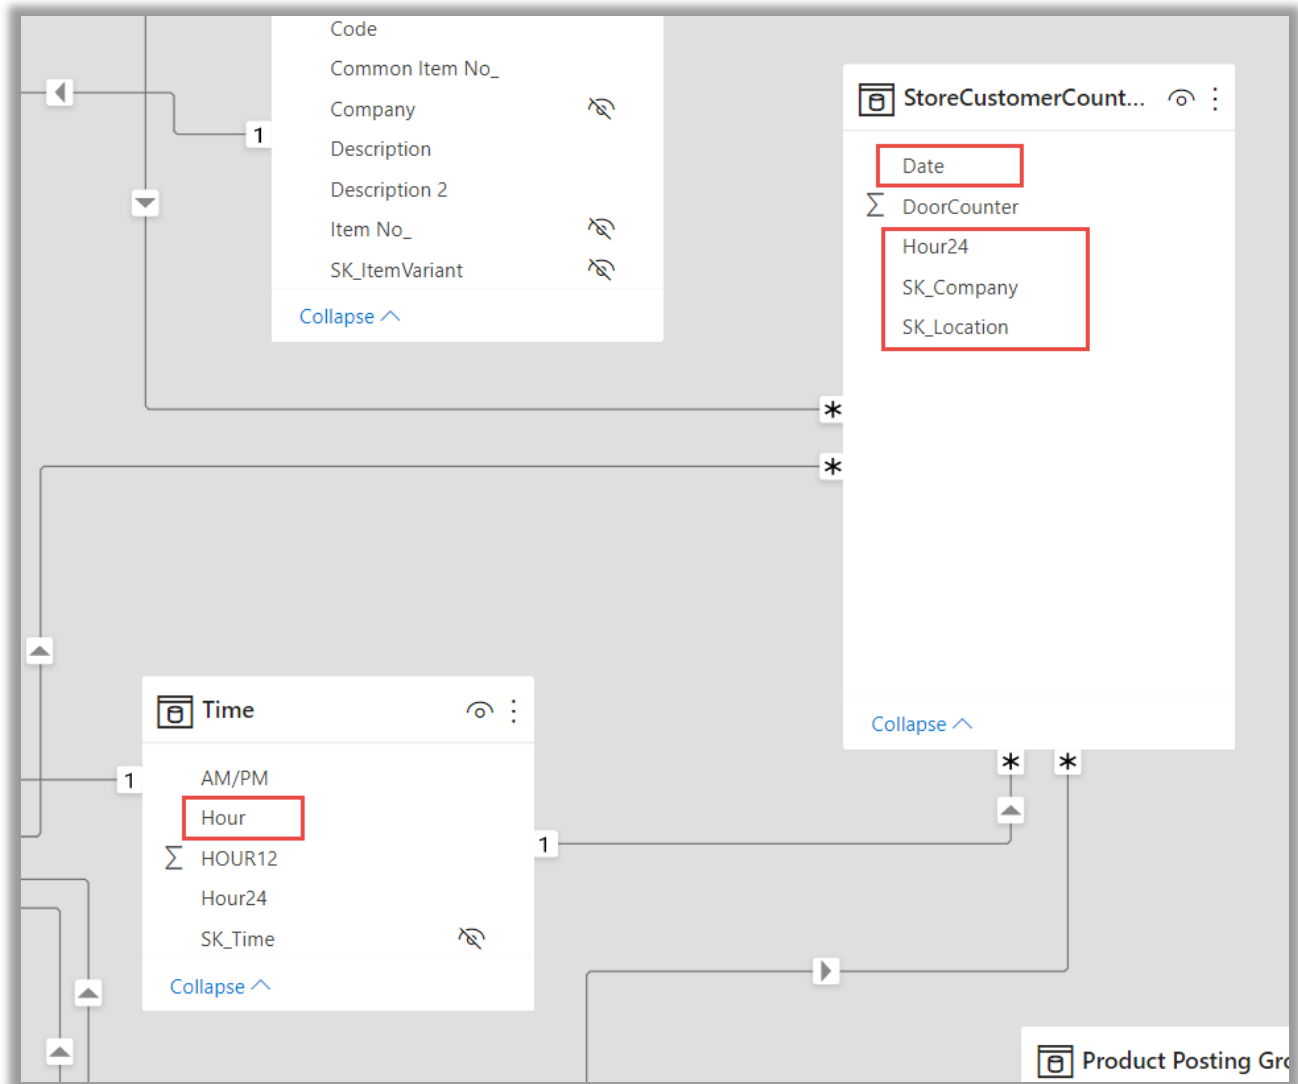 Code
Common Item No_
Company
Description
Description 2
Item No_
SK_ItemVariant
Collapse
1
StoreCustomerCount...
Date
DoorCounter
Hour24
SK_Company
SK_Location
Collapse
*
*
*
*
Time
AM/PM
Hour
HOUR12
Hour24
SK_Time
Collapse
1
1
Product Posting Gro